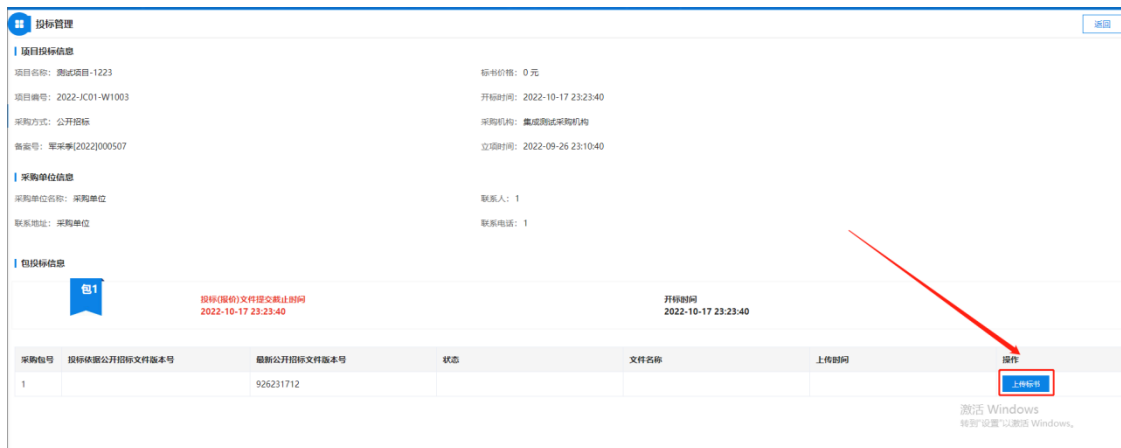 投标管理
返回
项目投标信息
项目名称： 测试项目-1223
标书价格： 0 元
项目编号： 2022-JC01-W1003
开标时间： 2022-10-17 23:23:40
采购方式： 公开招标
采购机构： 集成测试采购机构
备案号： 军采事[2022]000507
立项时间： 2022-09-26 23:10:40
采购单位信息
采购单位名称： 采购单位
联系人： 1
联系地址： 采购单位
联系电话： 1
包投标信息
包1
投标(报价)文件提交截止时间
2022-10-17 23:23:40
开标时间
2022-10-17 23:23:40
采购包号 投标依据公开招标文件版本号 最新公开招标文件版本号 状态 文件名称 上传时间 操作
1 926231712 上传标书
激活 Windows
转到"设置"以激活 Windows。